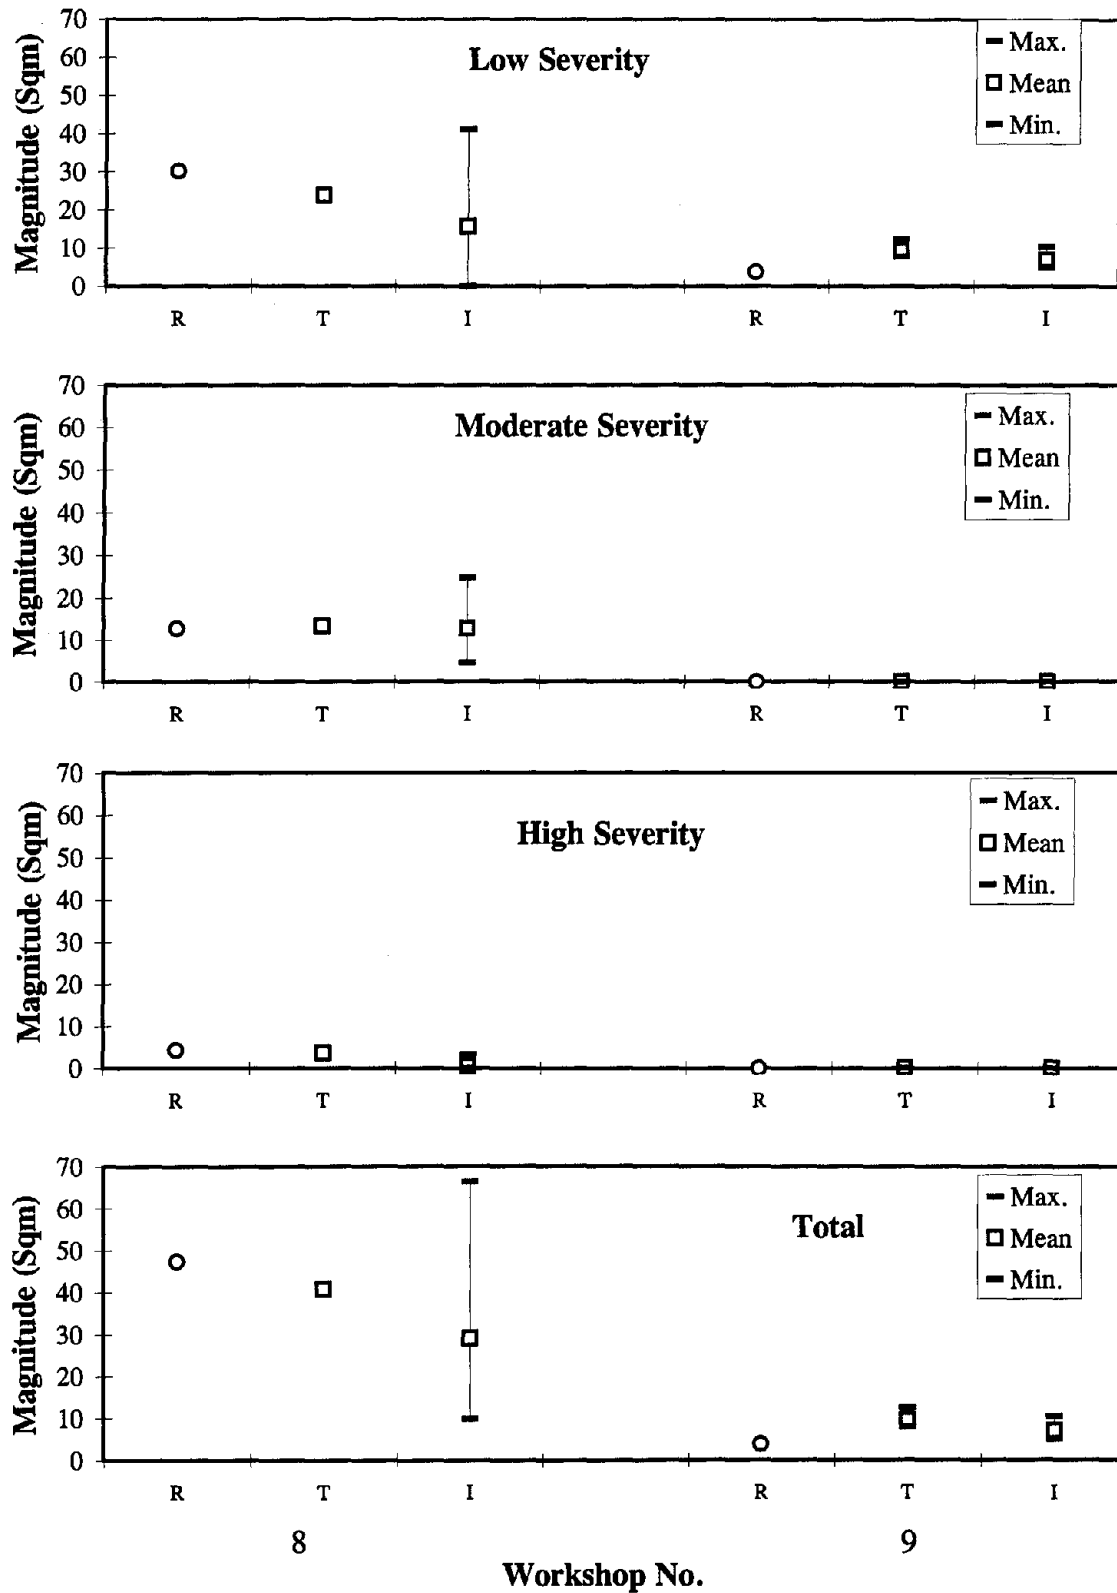 70
Low Severity
Max.
60
Mean
50
Min.
40
30
20
10
0
Magnitude (Sqm)
R T I R T I
70
Moderate Severity
Max.
60
Mean
50
Min.
40
30
20
10
0
Magnitude (Sqm)
R T I R T I
70
High Severity
Max.
60
Mean
50
Min.
40
30
20
10
0
Magnitude (Sqm)
R T I R T I
70
Total
Max.
60
Mean
50
Min.
40
30
20
10
0
Magnitude (Sqm)
R T I R T I
8 9
Workshop No.